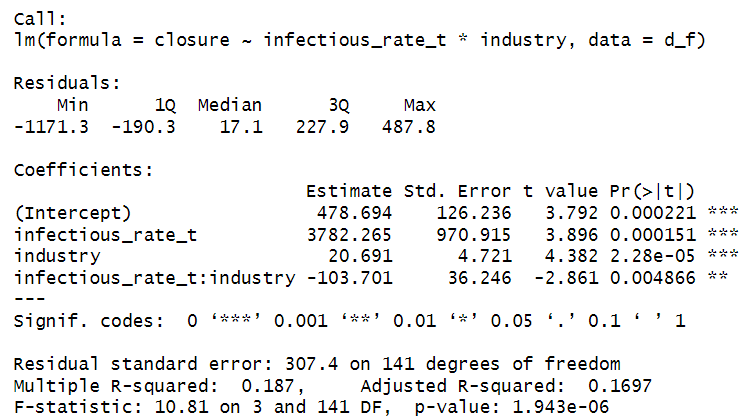 Call:
lm(formula = closure ~ infectious_rate_t * industry, data = d_f)
Residuals:
Min 1Q Median 3Q Max
-1171.3 -190.3 17.1 227.9 487.8
Coefficients:
Estimate Std. Error t value Pr(>|t|)
(Intercept) 478.694 126.236 3.792 0.000221 ***
infectious_rate_t 3782.265 970.915 3.896 0.000151 ***
industry 20.691 4.721 4.382 2.28e-05 ***
infectious_rate_t:industry -103.701 36.246 -2.861 0.004866 **
---
Signif. codes: 0 ‘***’ 0.001 ‘**’ 0.01 ‘*’ 0.05 ‘.’ 0.1 ‘ ’ 1
Residual standard error: 307.4 on 141 degrees of freedom
Multiple R-squared: 0.187, Adjusted R-squared: 0.1697
F-statistic: 10.81 on 3 and 141 DF, p-value: 1.943e-06